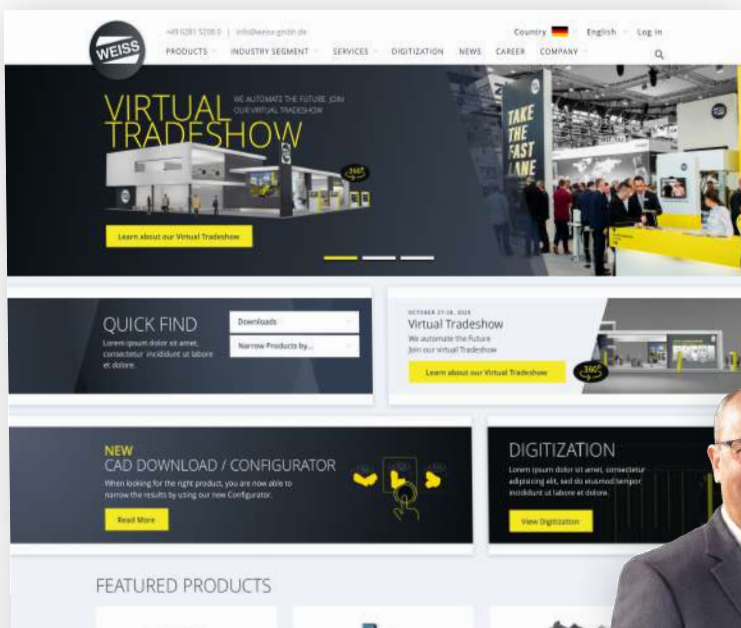 WEISS
+49 6281 5208 0 | info@weiss-gmbh.de
Country English Log in
PRODUCTS INDUSTRY SEGMENT SERVICES DIGITIZATION NEWS CAREER COMPANY
VIRTUAL
TRADESHOW
WE AUTOMATE THE FUTURE. JOIN
OUR VIRTUAL TRADESHOW
360°
Learn about our Virtual Tradeshow
TAKE
THE
FAST
LANE
QUICK FIND
Lorem ipsum dolor sit amet,
consectetur incididunt ut labore
et dolore.
Downloads
Narrow Products by...
Virtual Tradeshow
We automate the Future
Join our virtual Tradeshow
Learn about our Virtual Tradeshow
360°
NEW
CAD DOWNLOAD / CONFIGURATOR
When looking for the right product, you are now able to
narrow the results by using our new Configurator.
Read More
DIGITIZATION
Lorem ipsum dolor sit amet, consectetur
adipisicing elit, sed do eiusmod tempor
incididunt ut labore et dolore.
View Digitization
FEATURED PRODUCTS